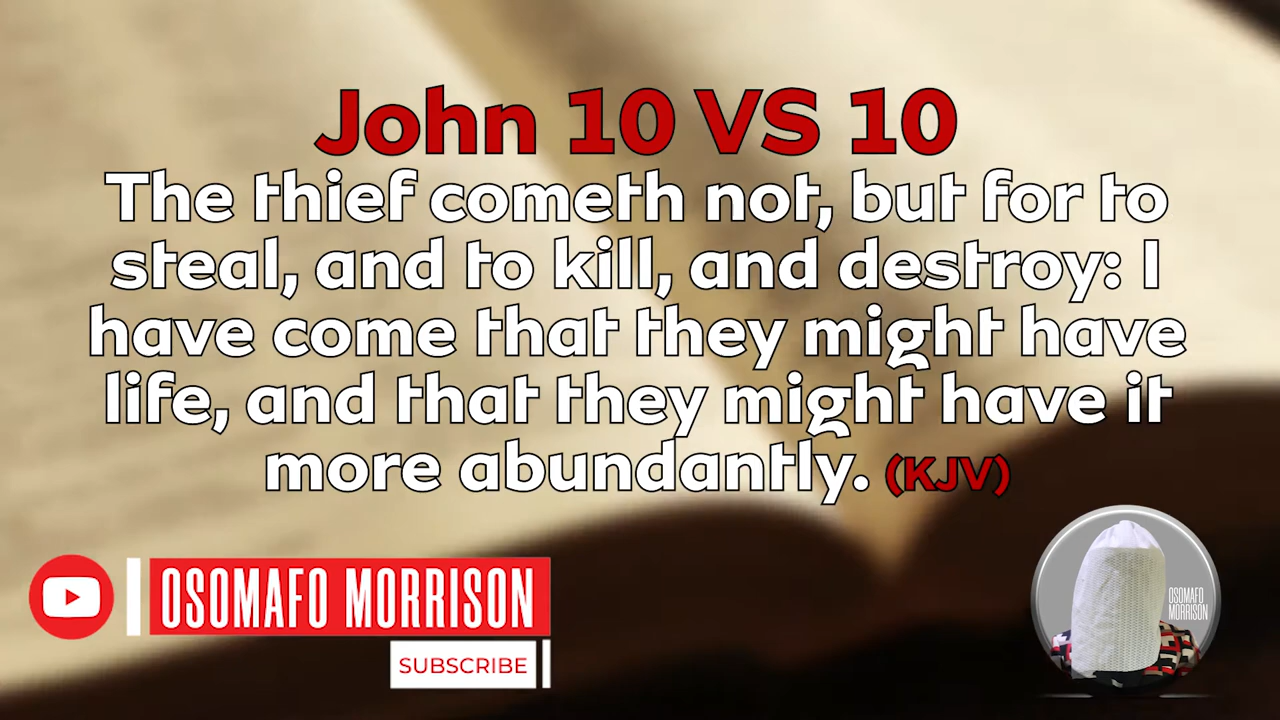 John 10 VS 10
The thief cometh not, but for to
steal, and to kill, and destroy: I
have come that they might have
life, and that they might have it
more abundantly. (KJV)
OSOMAFO MORRISON
SUBSCRIBE
OSOMAFO
MORRISON